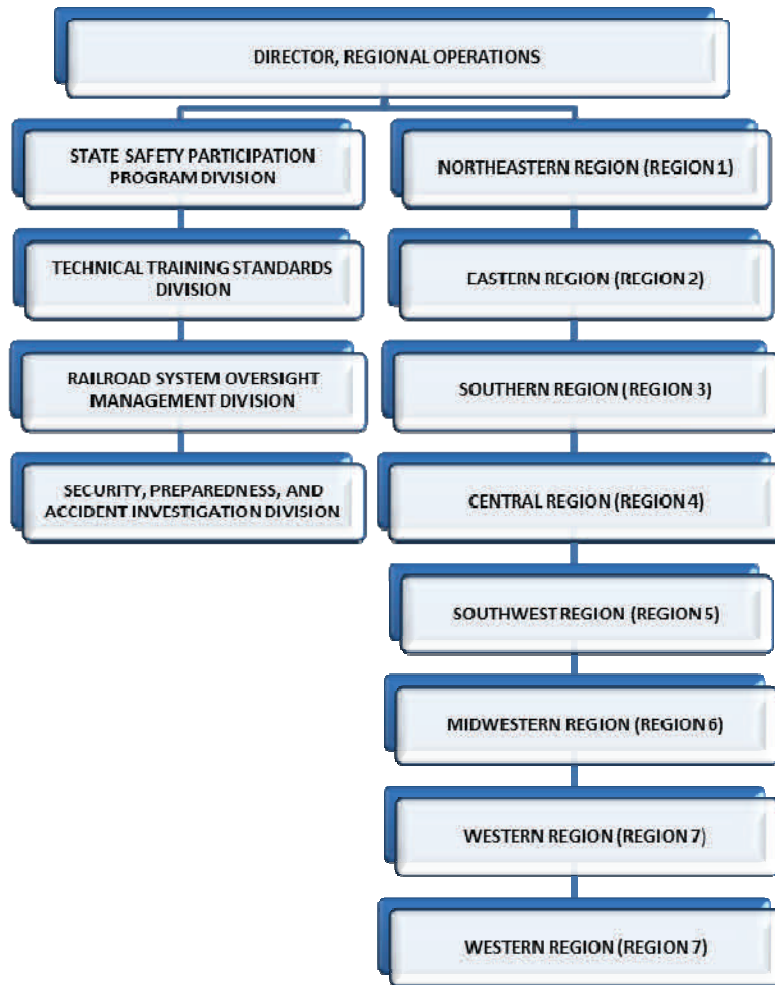 DIRECTOR, REGIONAL OPERATIONS
STATE SAFETY PARTICIPATION
PROGRAM DIVISION
TECHNICAL TRAINING STANDARDS
DIVISION
RAILROAD SYSTEM OVERSIGHT
MANAGEMENT DIVISION
SECURITY, PREPAREDNESS, AND
ACCIDENT INVESTIGATION DIVISION
NORTHEASTERN REGION (REGION 1)
EASTERN REGION (REGION 2)
SOUTHERN REGION (REGION 3)
CENTRAL REGION (REGION 4)
SOUTHWEST REGION (REGION 5)
MIDWESTERN REGION (REGION 6)
WESTERN REGION (REGION 7)
WESTERN REGION (REGION 7)